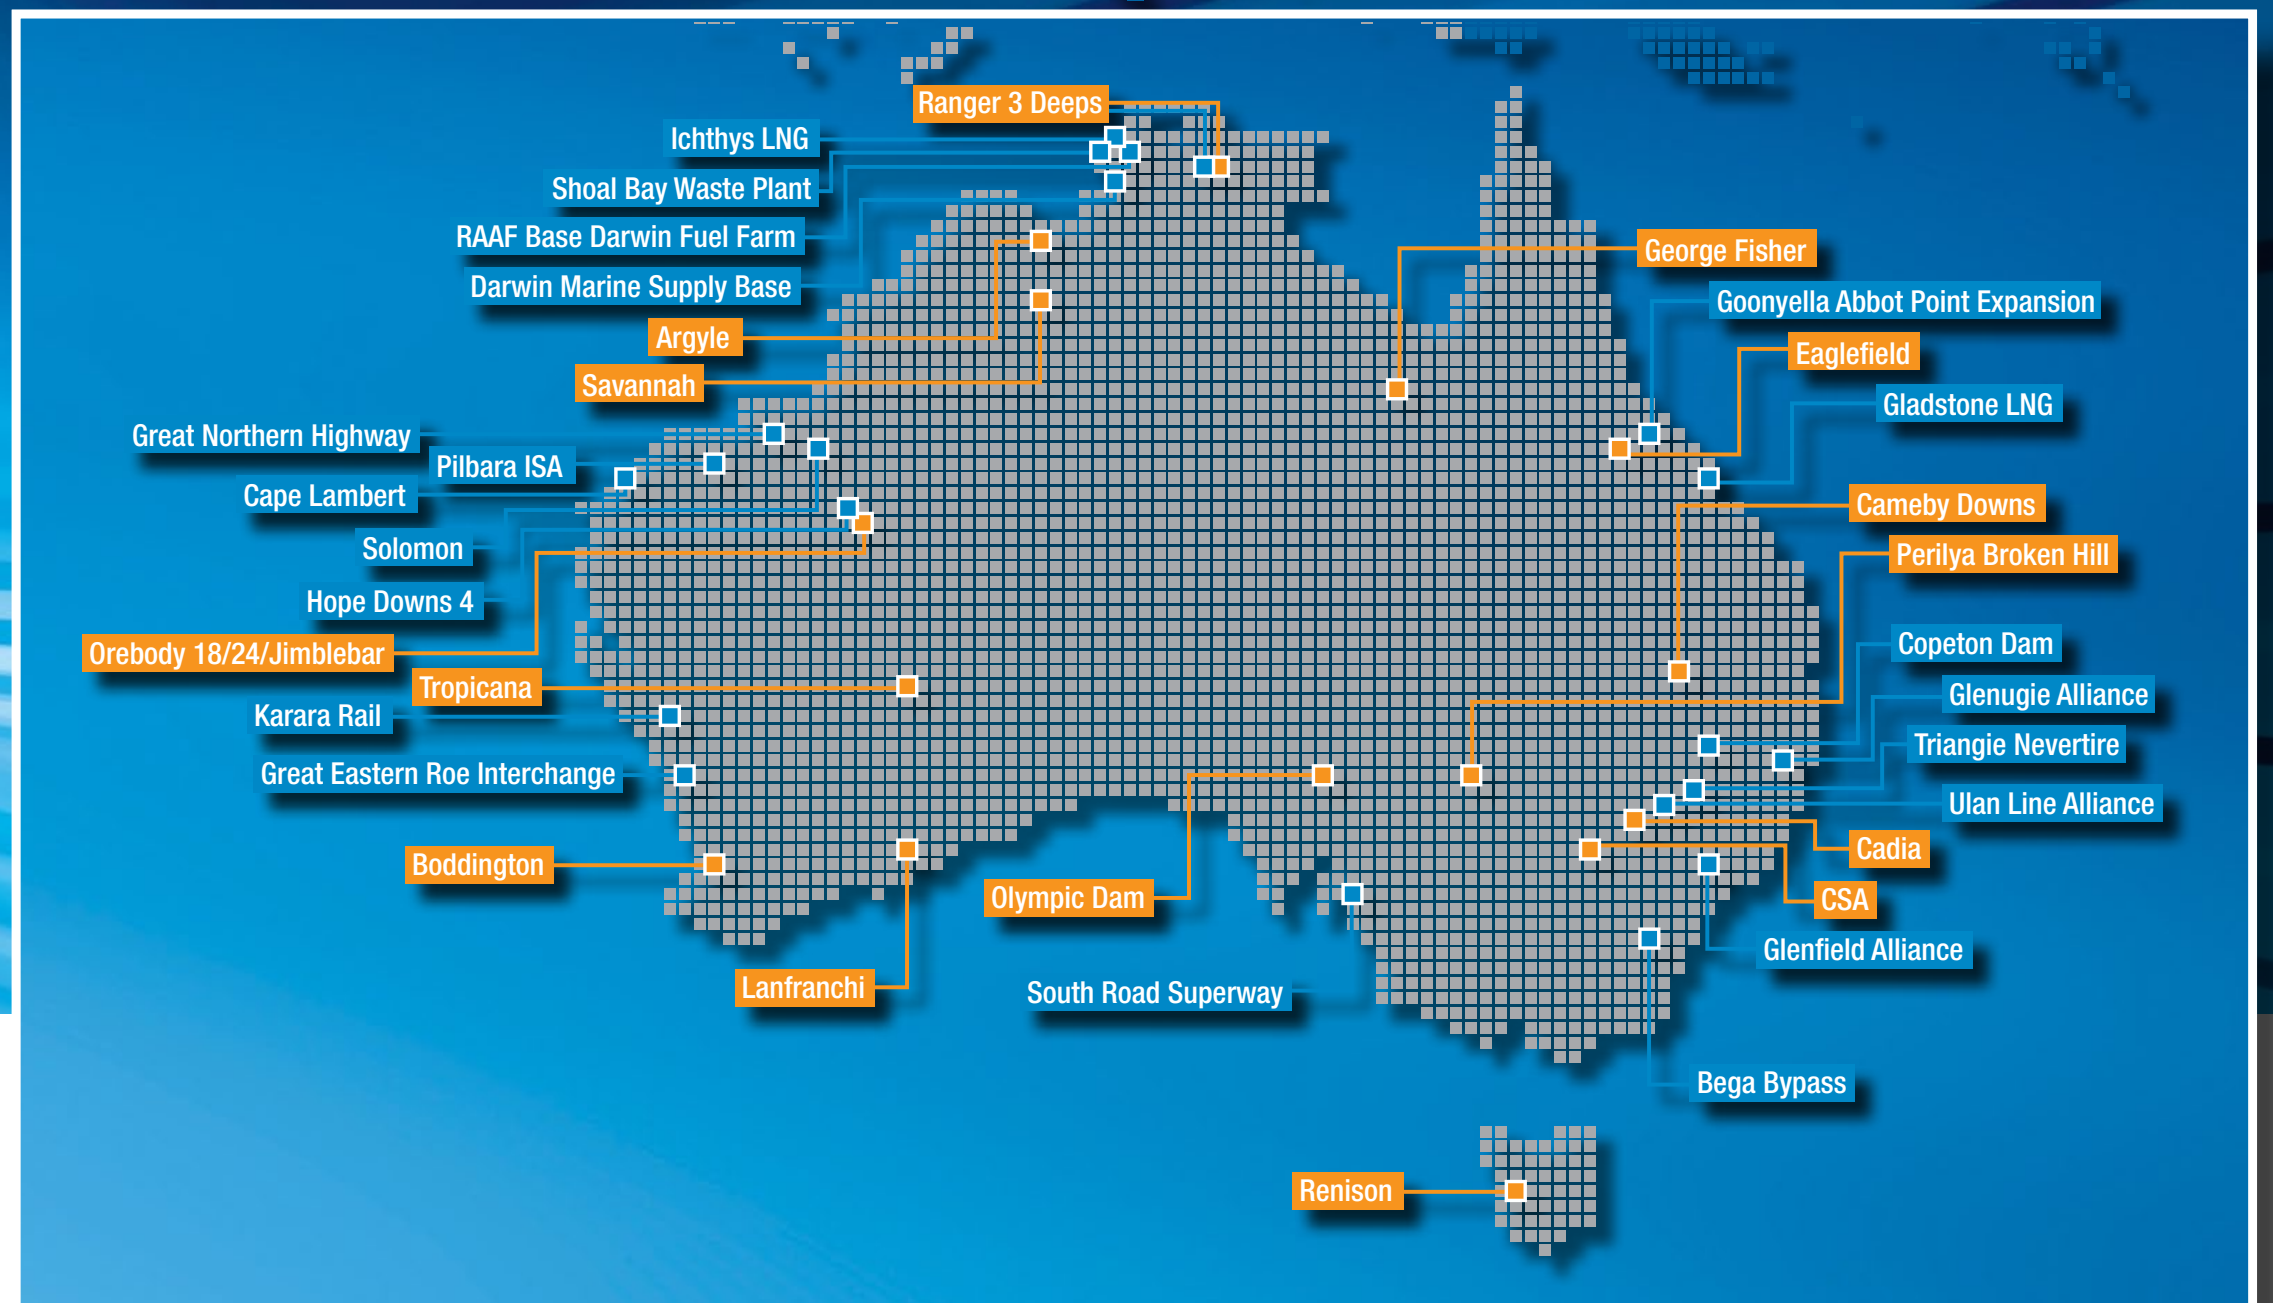 Ranger 3 Deeps
Ichthys LNG
Shoal Bay Waste Plant
RAAF Base Darwin Fuel Farm
Darwin Marine Supply Base
Argyle
Savannah
Great Northern Highway
Pilbara ISA
Cape Lambert
Solomon
Hope Downs 4
Orebody 18/24/Jimblebar
Tropicana
Karara Rail
Great Eastern Roe Interchange
Boddington
Lanfranchi
Olympic Dam
South Road Superway
Renison
George Fisher
Goonyella Abbot Point Expansion
Eaglefield
Gladstone LNG
Cameby Downs
Perilya Broken Hill
Copeton Dam
Glenugie Alliance
Triangie Nevertire
Ulan Line Alliance
Cadia
CSA
Glenfield Alliance
Bega Bypass